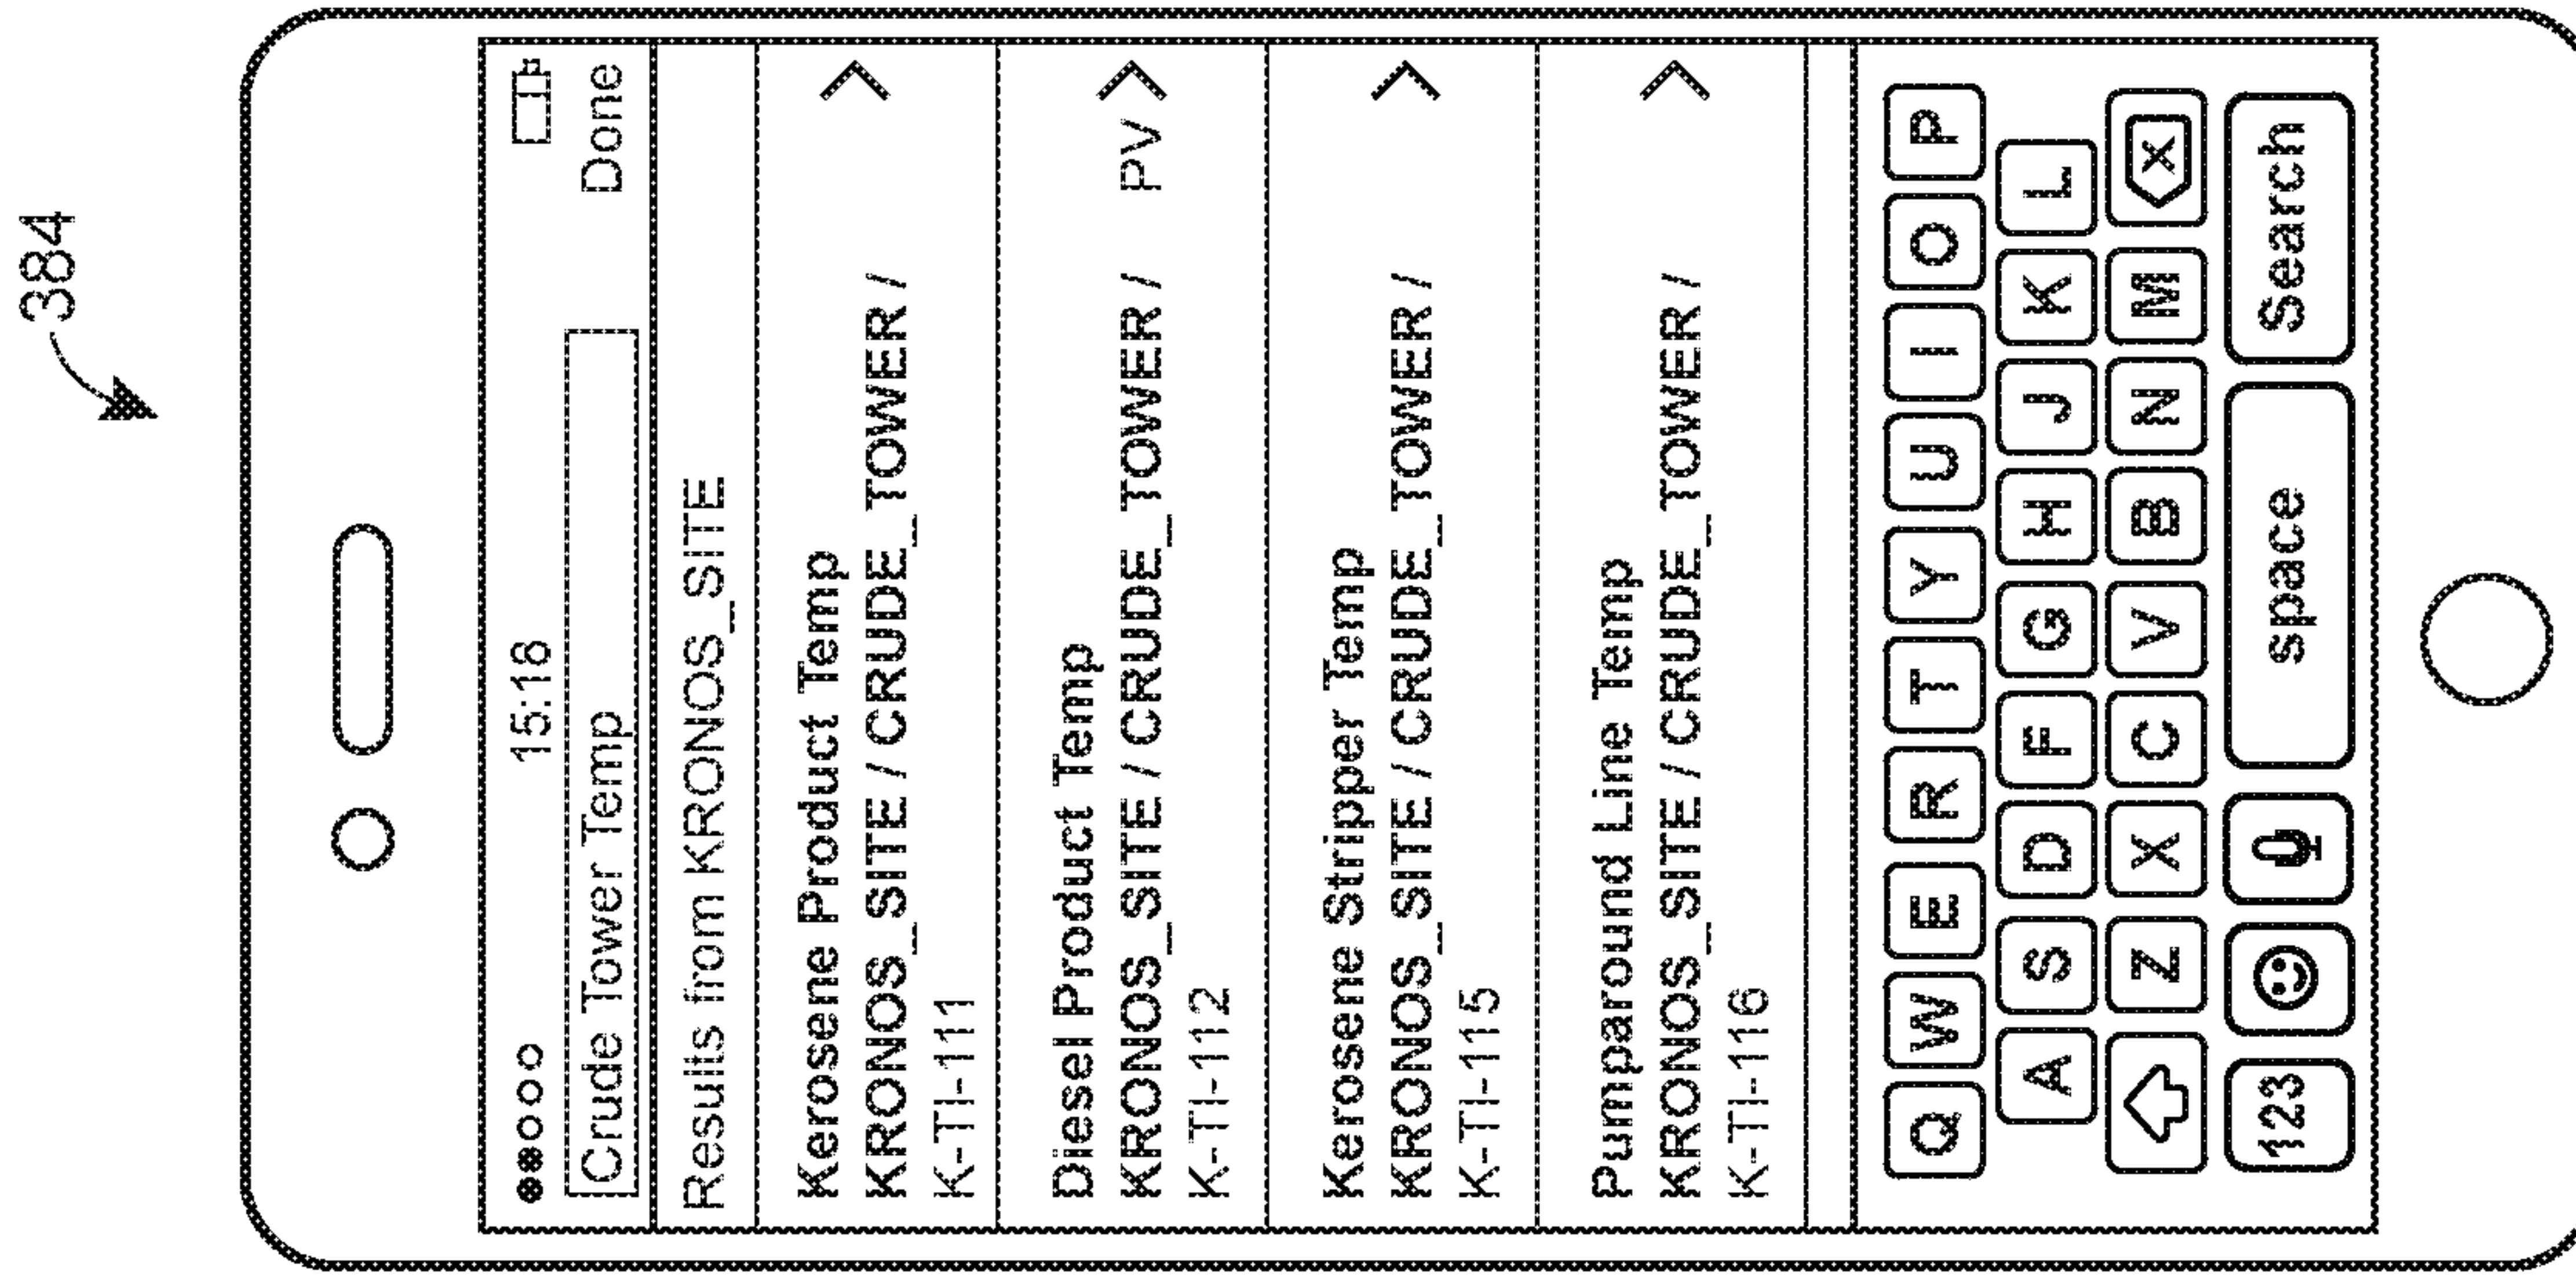 384
15:18
Crude Tower Temp Done
Results from KRONOS_SITE
Kerosene Product Temp
KRONOS_SITE / CRUDE_TOWER / >
K-TI-111
Diesel Product Temp
KRONOS_SITE / CRUDE_TOWER / PV >
K-TI-112
Kerosene Stripper Temp
KRONOS_SITE / CRUDE_TOWER / >
K-TI-115
Pumparound Line Temp
KRONOS_SITE / CRUDE_TOWER / >
K-TI-116
Q W E R T Y U I O P
A S D F G H J K L
Z X C V B N M X
123 space Search